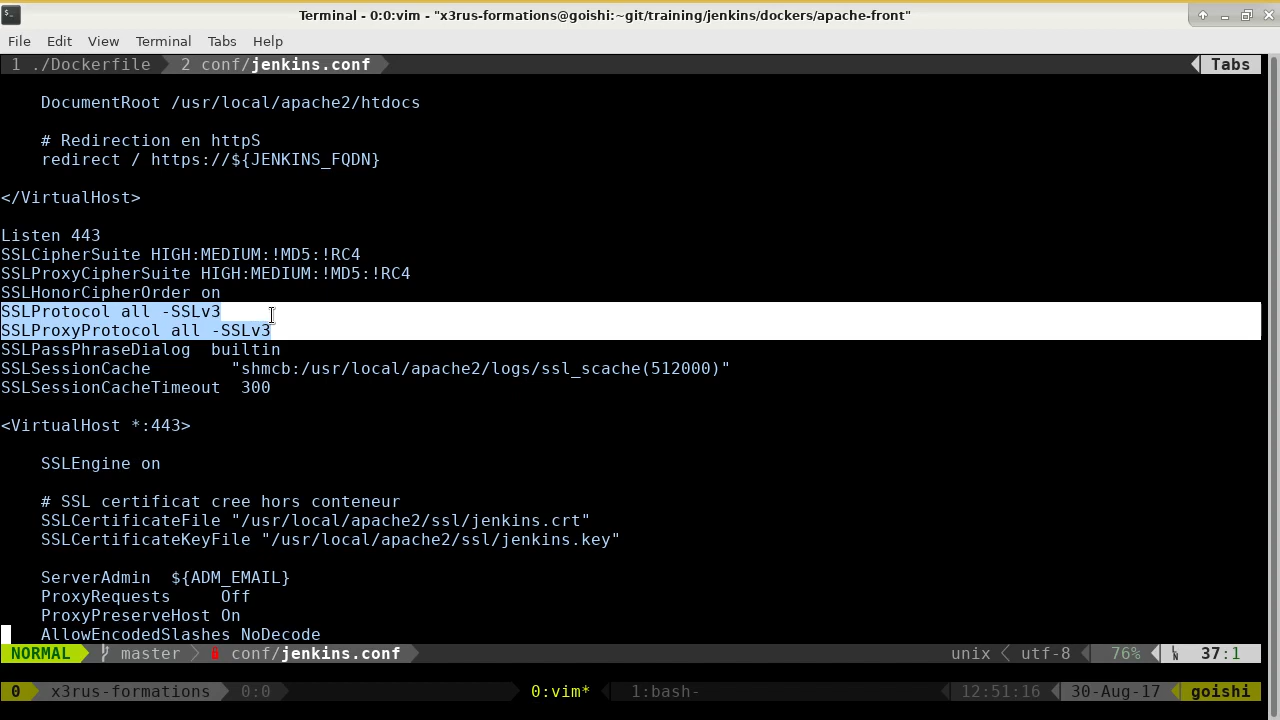 Terminal - 0:0:vim - "x3rus-formations@goishi:~git/training/jenkins/dockers/apache-front"
File Edit View Terminal Tabs Help
1 ./Dockerfile 2 conf/jenkins.conf Tabs
DocumentRoot /usr/local/apache2/htdocs
# Redirection en httpS
redirect / https://${JENKINS_FQDN}
</VirtualHost>
Listen 443
SSLCipherSuite HIGH:MEDIUM:!MD5:!RC4
SSLProxyCipherSuite HIGH:MEDIUM:!MD5:!RC4
SSLHonorCipherOrder on
SSLProtocol all -SSLv3
SSLProxyProtocol all -SSLv3
SSLPassPhraseDialog  builtin
SSLSessionCache        "shmcb:/usr/local/apache2/logs/ssl_scache(512000)"
SSLSessionCacheTimeout  300
<VirtualHost *:443>
SSLEngine on
# SSL certificat cree hors conteneur
SSLCertificateFile "/usr/local/apache2/ssl/jenkins.crt"
SSLCertificateKeyFile "/usr/local/apache2/ssl/jenkins.key"
ServerAdmin  ${ADM_EMAIL}
ProxyRequests     Off
ProxyPreserveHost On
AllowEncodedSlashes NoDecode
NORMAL master conf/jenkins.conf unix utf-8 76% 37:1
0 x3rus-formations 0:0 0:vim* 1:bash- 12:51:16 30-Aug-17 goishi